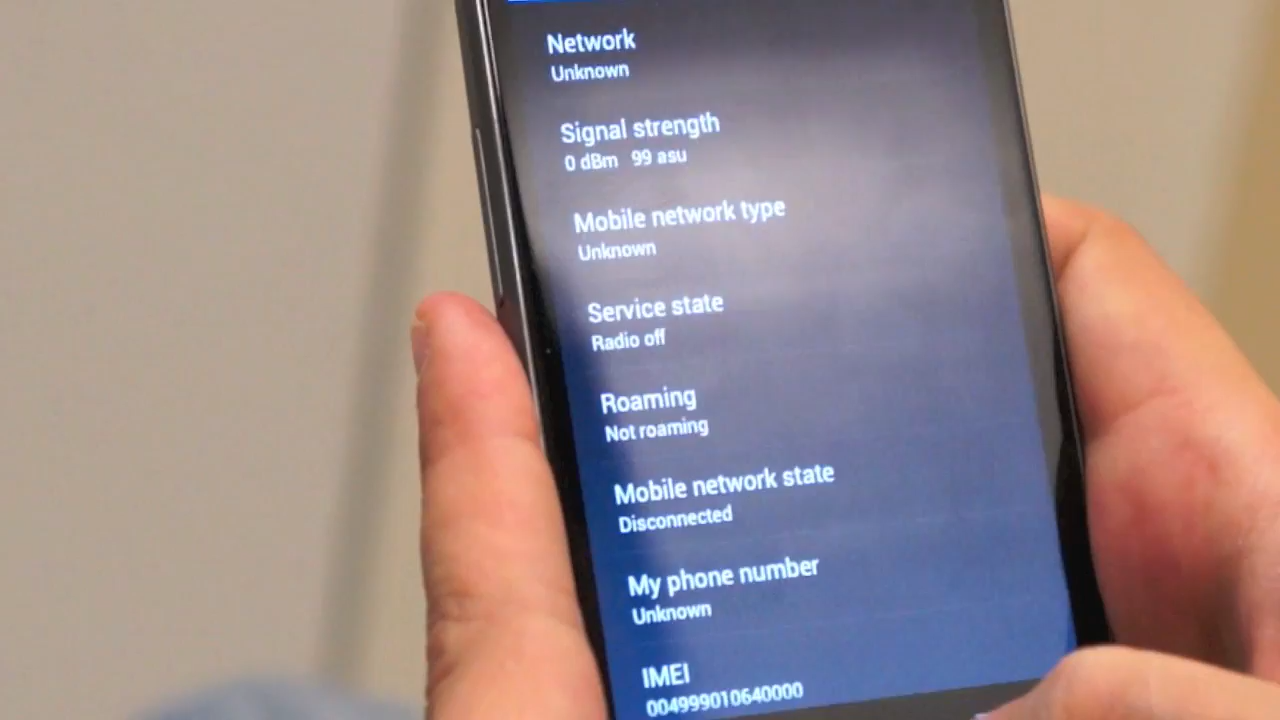 Network
Unknown
Signal strength
0 dBm 99 asu
Mobile network type
Unknown
Service state
Radio off
Roaming
Not roaming
Mobile network state
Disconnected
My phone number
Unknown
IMEI
004999010640000